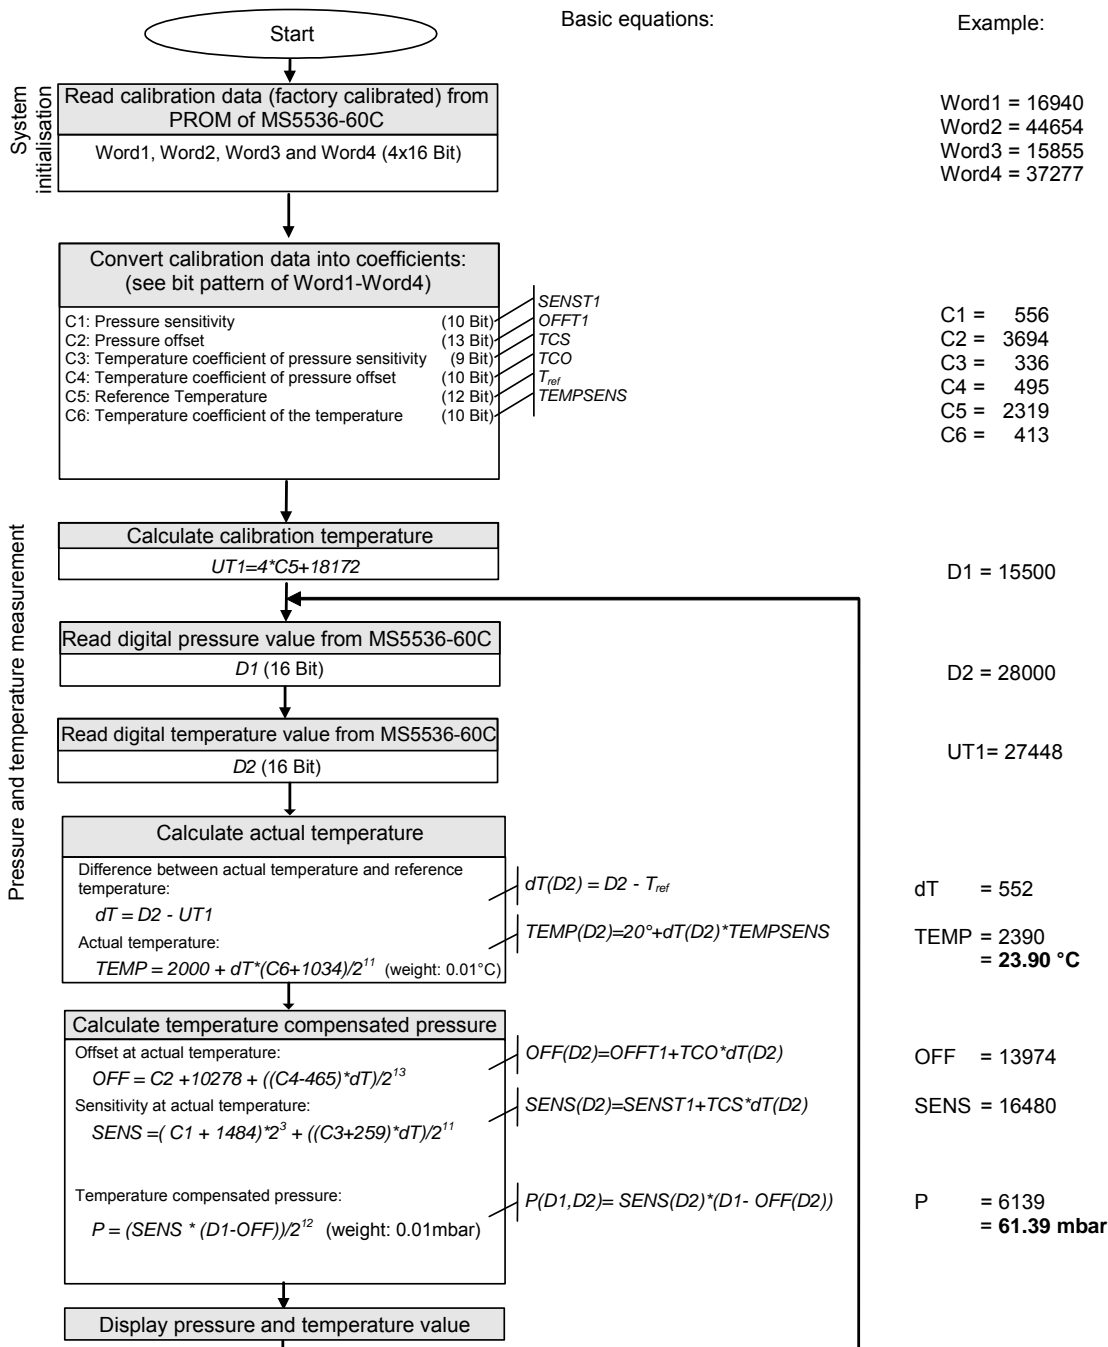 Basic equations:
Example:
Start
System
initialisation
Read calibration data (factory calibrated) from
PROM of MS5536-60C
Word1, Word2, Word3 and Word4 (4x16 Bit)
Word1 = 16940
Word2 = 44654
Word3 = 15855
Word4 = 37277
Convert calibration data into coefficients:
(see bit pattern of Word1-Word4)
C1: Pressure sensitivity (10 Bit) SENST1
C2: Pressure offset (13 Bit) OFFT1
C3: Temperature coefficient of pressure sensitivity (9 Bit) TCS
C4: Temperature coefficient of pressure offset (10 Bit) TCO
C5: Reference Temperature (12 Bit) Tref
C6: Temperature coefficient of the temperature (10 Bit) TEMPSENS
C1 = 556
C2 = 3694
C3 = 336
C4 = 495
C5 = 2319
C6 = 413
Pressure and temperature measurement
Calculate calibration temperature
UT1=4*C5+18172
D1 = 15500
Read digital pressure value from MS5536-60C
D1 (16 Bit)
D2 = 28000
Read digital temperature value from MS5536-60C
D2 (16 Bit)
UT1= 27448
Calculate actual temperature
Difference between actual temperature and reference
temperature:
dT = D2 - UT1
dT(D2) = D2 - Tref
dT = 552
Actual temperature:
TEMP = 2000 + dT*(C6+1034)/2^11 (weight: 0.01°C)
TEMP(D2)=20°+dT(D2)*TEMPSENS
TEMP = 2390
= 23.90 °C
Calculate temperature compensated pressure
Offset at actual temperature:
OFF = C2 +10278 + ((C4-465)*dT)/2^13
OFF(D2)=OFFT1+TCO*dT(D2)
OFF = 13974
Sensitivity at actual temperature:
SENS =( C1 + 1484)*2^3 + ((C3+259)*dT)/2^11
SENS(D2)=SENST1+TCS*dT(D2)
SENS = 16480
Temperature compensated pressure:
P = (SENS * (D1-OFF))/2^12 (weight: 0.01mbar)
P(D1,D2)= SENS(D2)*(D1- OFF(D2))
P = 6139
= 61.39 mbar
Display pressure and temperature value